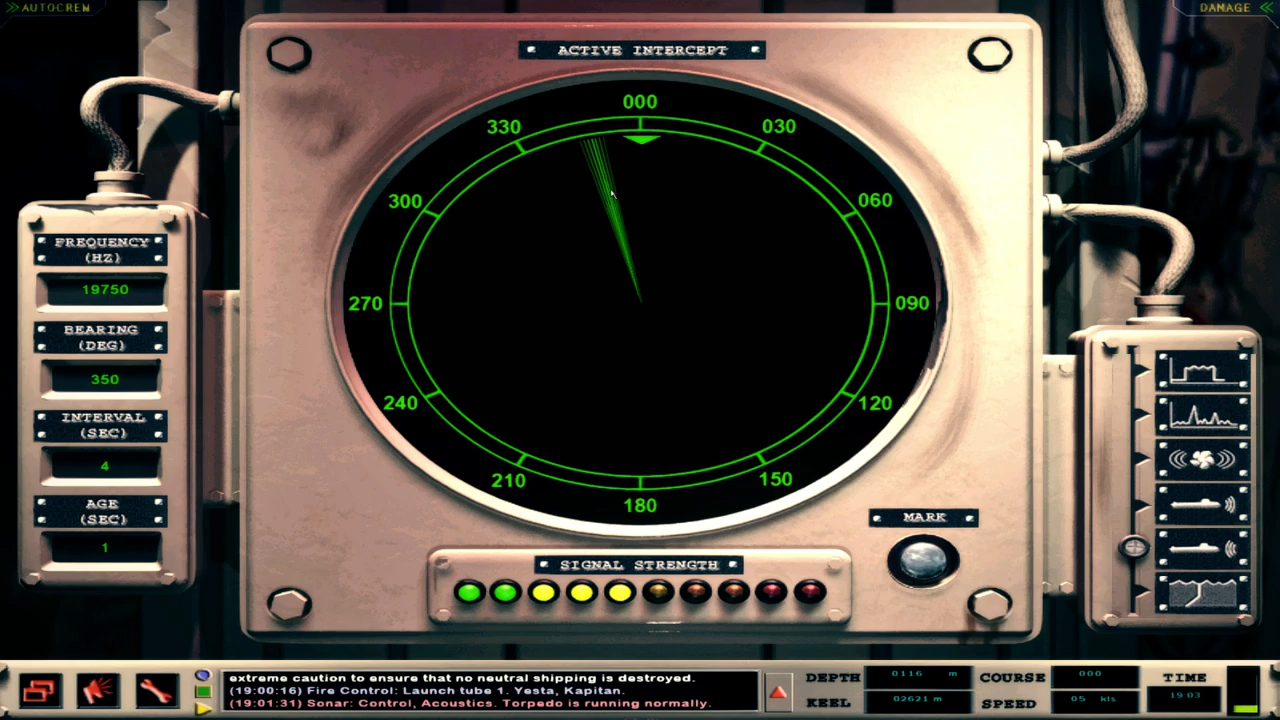 AUTOCREW
DAMAGE
ACTIVE INTERCEPT
000
330
030
300
060
270
090
240
120
210
150
180
FREQUENCY
(HZ)
19750
BEARING
(DEG)
350
INTERVAL
(SEC)
4
AGE
(SEC)
1
MARK
SIGNAL STRENGTH
extreme caution to ensure that no neutral shipping is destroyed.
(19:00:16) Fire Control: Launch tube 1. Yesta, Kapitan.
(19:01:31) Sonar: Control, Acoustics. Torpedo is running normally.
DEPTH 0116 m
COURSE 000
TIME
KEEL 02621 m
SPEED 05 kts
19 03